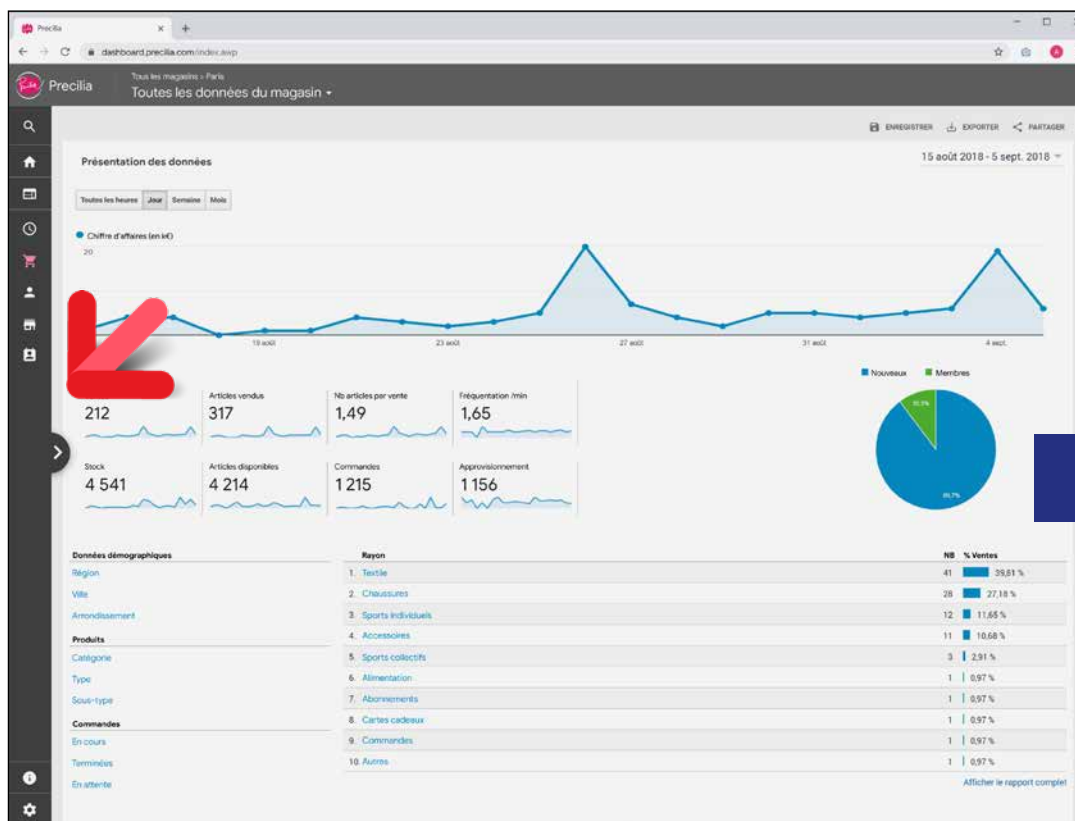 Precilia
dashboard.precilia.com/index.awp
Precilia
Tous les magasins > Paris
Toutes les données du magasin
ENREGISTRER EXPORTER PARTAGER
Présentation des données
15 août 2018 - 5 sept. 2018
Toutes les heures Jour Semaine Mois
Chiffre d'affaires (en k€)
20
19 août 23 août 27 août 31 août 4 sept.
Nouveaux Membres
Articles vendus Nb articles par vente Fréquentation /min
212 317 1,49 1,65
Stock Articles disponibles Commandes Approvisionnement
4 541 4 214 1 215 1 156
Données démographiques Rayon NB % Ventes
Région 1. Textile 41 39,81 %
Ville 2. Chaussures 28 27,18 %
Arrondissement 3. Sports individuels 12 11,65 %
Produits 4. Accessoires 11 10,68 %
Catégorie 5. Sports collectifs 3 2,91 %
Type 6. Alimentation 1 0,97 %
Sous-type 7. Abonnements 1 0,97 %
Commandes 8. Cartes cadeaux 1 0,97 %
En cours 9. Commandes 1 0,97 %
Terminées 10. Autres 1 0,97 %
En attente Afficher le rapport complet